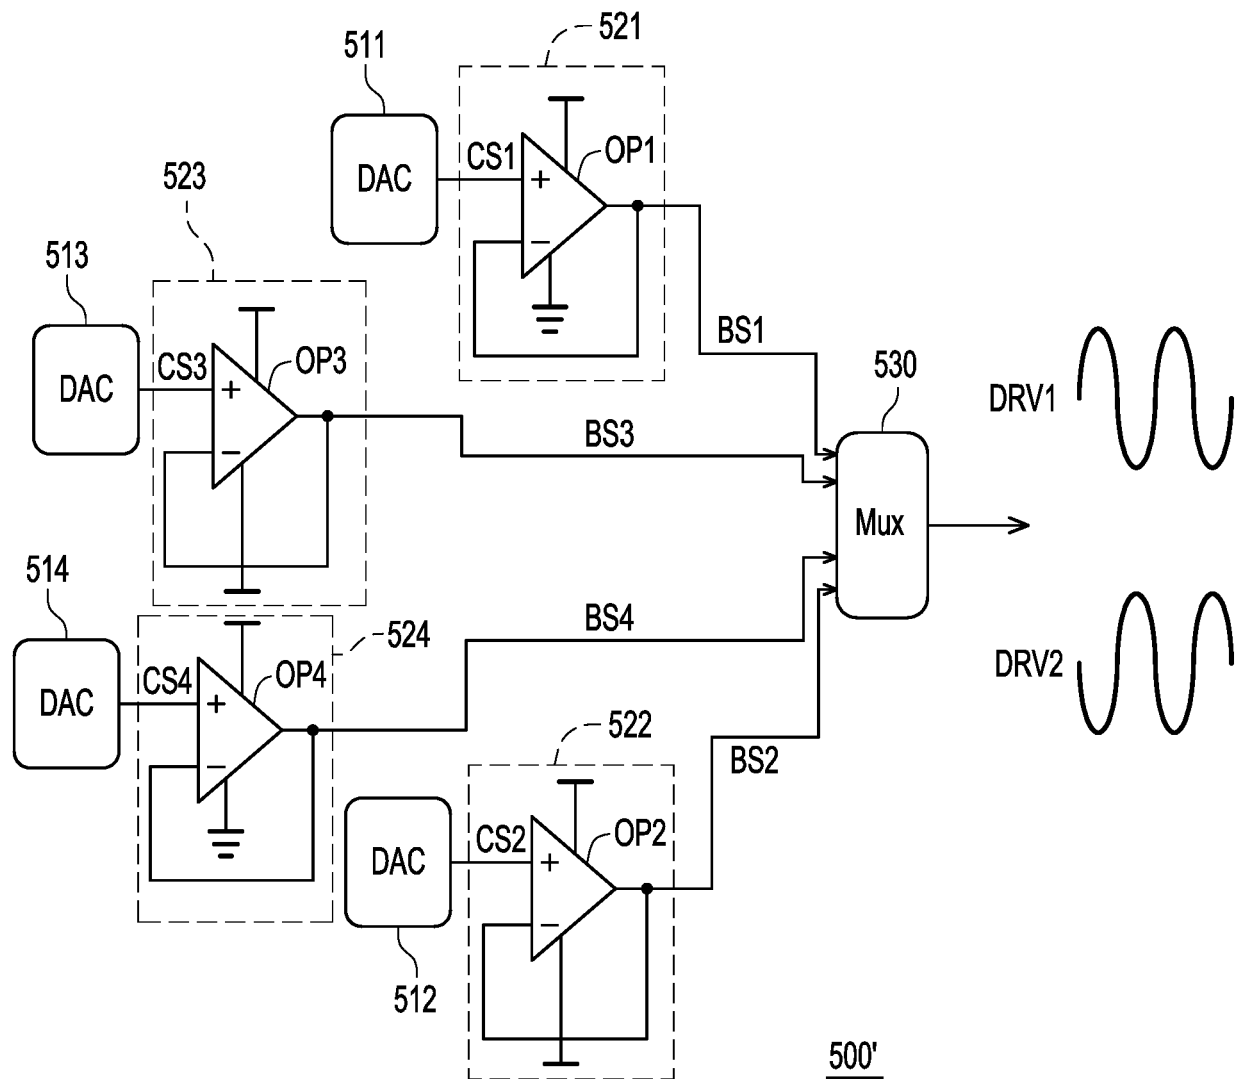 521
511
OP1
CS1
DAC
+
−
523
513
BS1
OP3
CS3
DAC
+
−
530
DRV1
BS3
Mux
514
524
BS4
OP4
CS4
DAC
+
−
DRV2
522
BS2
OP2
CS2
DAC
+
−
512
500'